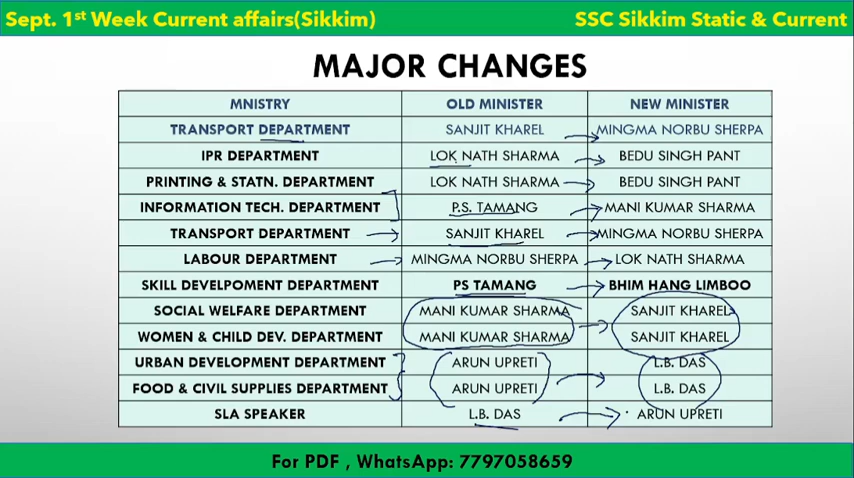 Sept. 1st Week Current affairs(Sikkim) SSC Sikkim Static & Current
MAJOR CHANGES
MNISTRY OLD MINISTER NEW MINISTER
TRANSPORT DEPARTMENT SANJIT KHAREL MINGMA NORBU SHERPA
IPR DEPARTMENT LOK NATH SHARMA BEDU SINGH PANT
PRINTING & STATN. DEPARTMENT LOK NATH SHARMA BEDU SINGH PANT
INFORMATION TECH. DEPARTMENT P.S. TAMANG MANI KUMAR SHARMA
TRANSPORT DEPARTMENT SANJIT KHAREL MINGMA NORBU SHERPA
LABOUR DEPARTMENT MINGMA NORBU SHERPA LOK NATH SHARMA
SKILL DEVELPOMENT DEPARTMENT PS TAMANG BHIM HANG LIMBOO
SOCIAL WELFARE DEPARTMENT MANI KUMAR SHARMA SANJIT KHAREL
WOMEN & CHILD DEV. DEPARTMENT MANI KUMAR SHARMA SANJIT KHAREL
URBAN DEVELOPMENT DEPARTMENT ARUN UPRETI L.B. DAS
FOOD & CIVIL SUPPLIES DEPARTMENT ARUN UPRETI L.B. DAS
SLA SPEAKER L.B. DAS ARUN UPRETI
For PDF , WhatsApp: 7797058659